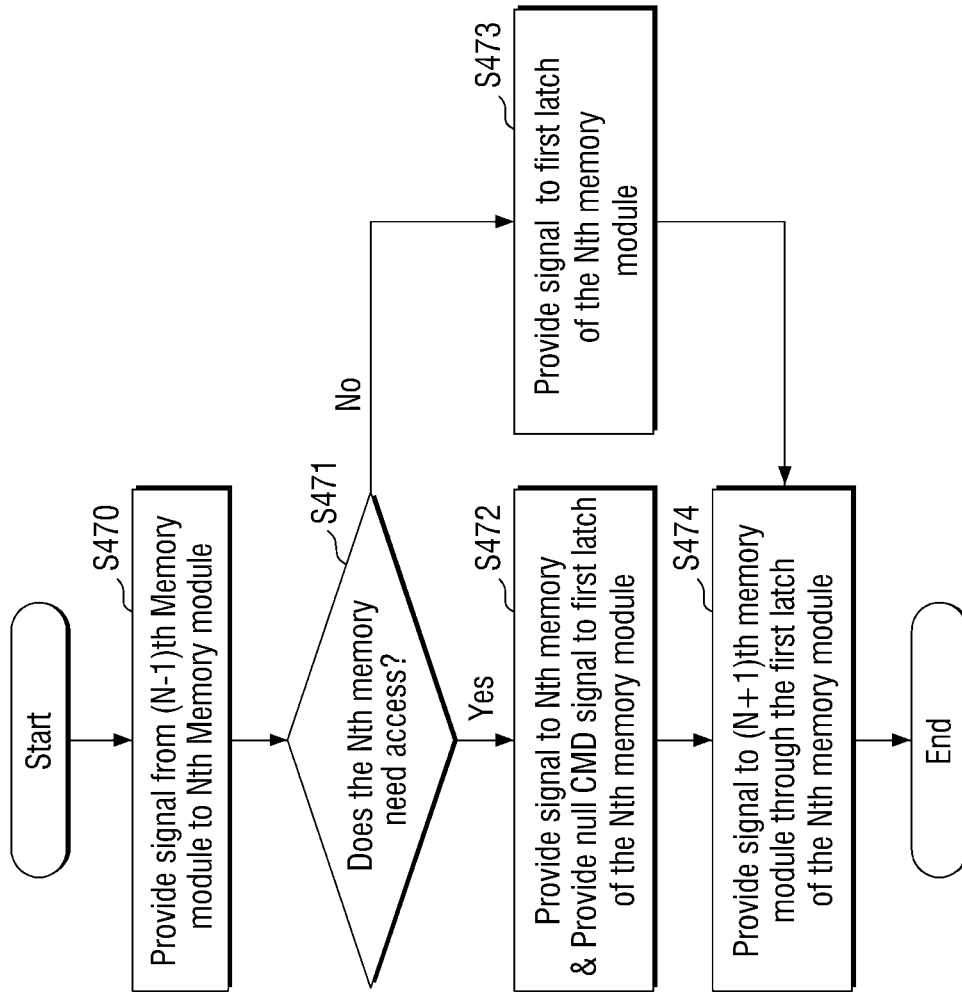 Start
S470
Provide signal from (N-1)th Memory
module to Nth Memory module
S471
Does the Nth memory
need access?
No
Yes
S472
Provide signal to Nth memory
& Provide null CMD signal to first latch
of the Nth memory module
S473
Provide signal to first latch
of the Nth memory
module
S474
Provide signal to (N+1)th memory
module through the first latch
of the Nth memory module
End